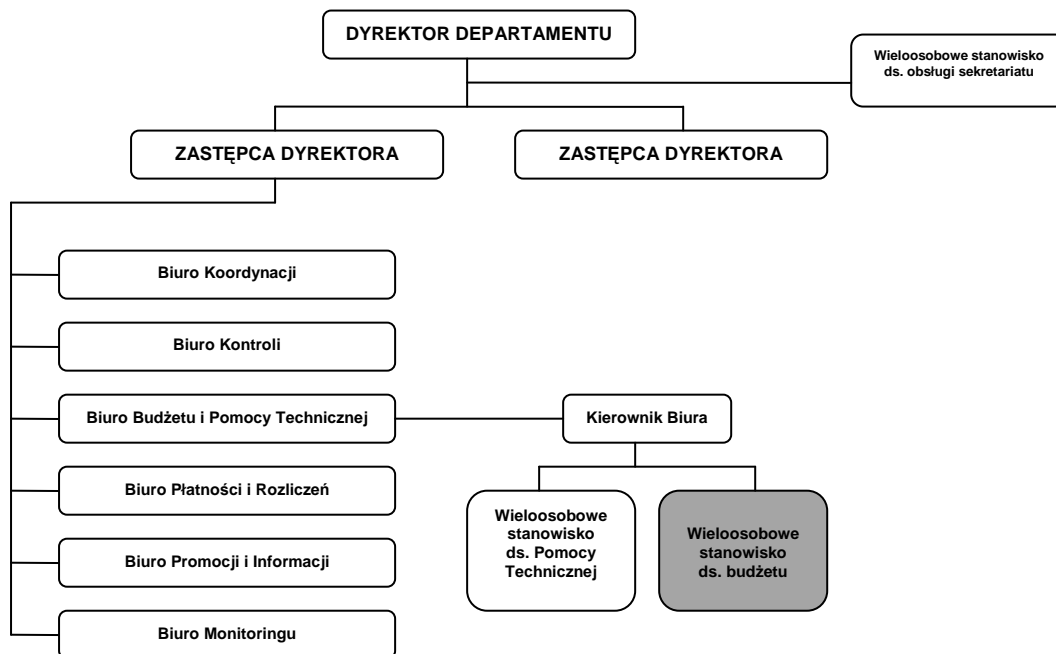 DYREKTOR DEPARTAMENTU
Wieloosobowe stanowisko
ds. obsługi sekretariatu
ZASTĘPCA DYREKTORA
ZASTĘPCA DYREKTORA
Biuro Koordynacji
Biuro Kontroli
Biuro Budżetu i Pomocy Technicznej
Kierownik Biura
Biuro Płatności i Rozliczeń
Wieloosobowe
stanowisko
ds. Pomocy
Technicznej
Wieloosobowe
stanowisko
ds. budżetu
Biuro Promocji i Informacji
Biuro Monitoringu